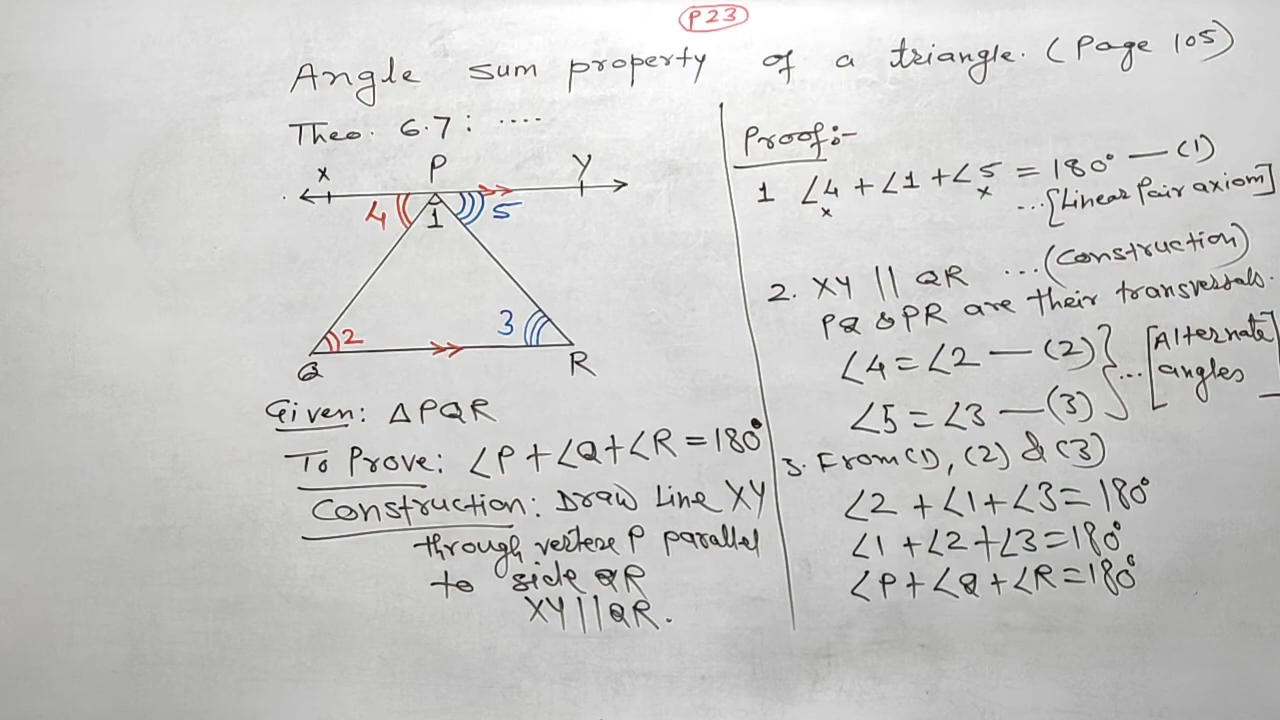 P23
Angle sum property of a triangle. (Page 105)
Theo. 6.7: ....
X P Y
4 1 5
2 3
Q R
Given: △PQR
To Prove: ∠P+∠Q+∠R=180°
Construction: Draw Line XY
through vertex P parallel
to side QR
XY||QR.
Proof:-
1 ∠4+∠1+∠5=180° —(1)
x x
...[Linear Pair axiom]
2. XY || QR ...(Construction)
PQ & PR are their transversals.
∠4=∠2 —(2)
∠5=∠3 —(3)
}... [Alternate angles]
3. From (1), (2) & (3)
∠2+∠1+∠3=180°
∠1+∠2+∠3=180°
∠P+∠Q+∠R=180°